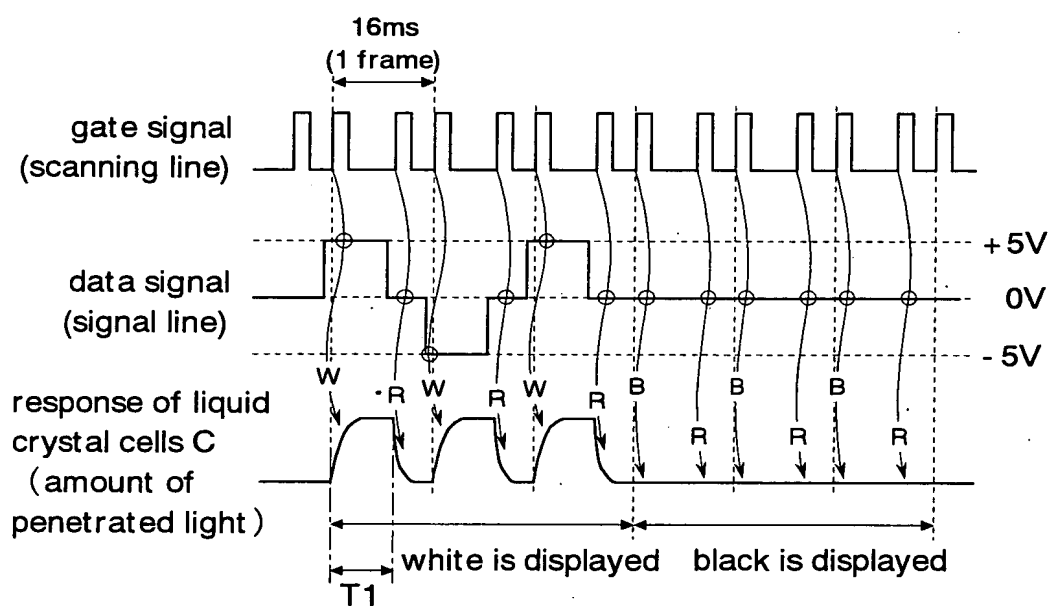 16ms
(1 frame)
gate signal
(scanning line)
+5V
data signal
(signal line)
0V
-5V
W R W R W R B R B R B R
response of liquid
crystal cells C
(amount of
penetrated light)
white is displayed
black is displayed
T1